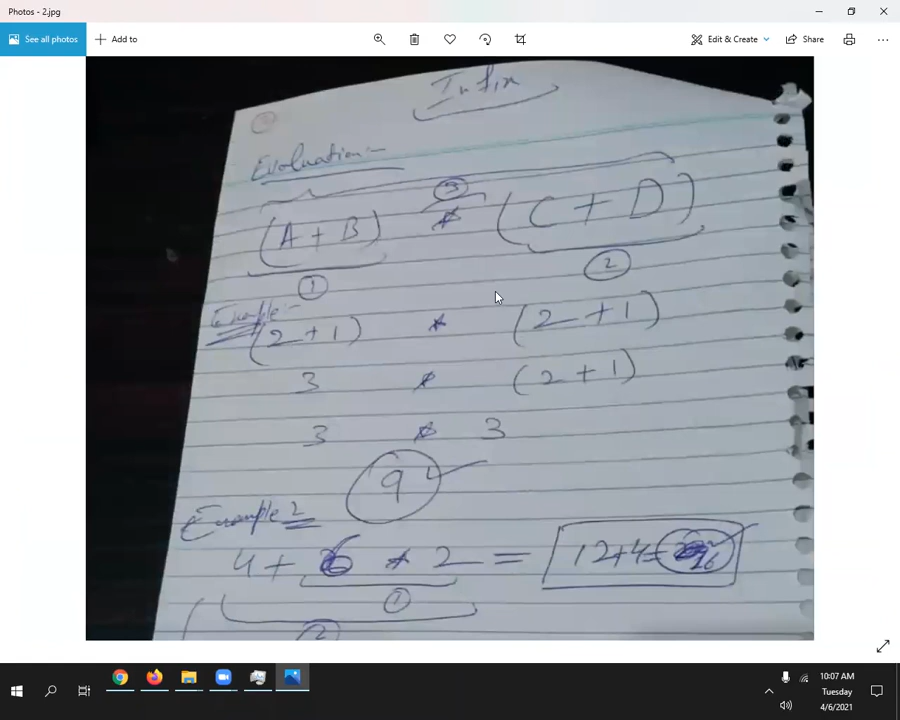 Photos - 2.jpg
See all photos
Add to
Edit & Create
Share
Infix
Evaluation:-
3
(A + B) * (C + D)
1
2
Example:-
(2 + 1) * (2 + 1)
3 * (2 + 1)
3 * 3
9
Example 2
4 + 6 * 2 = 12+4=
1
2
10:07 AM
Tuesday
4/6/2021